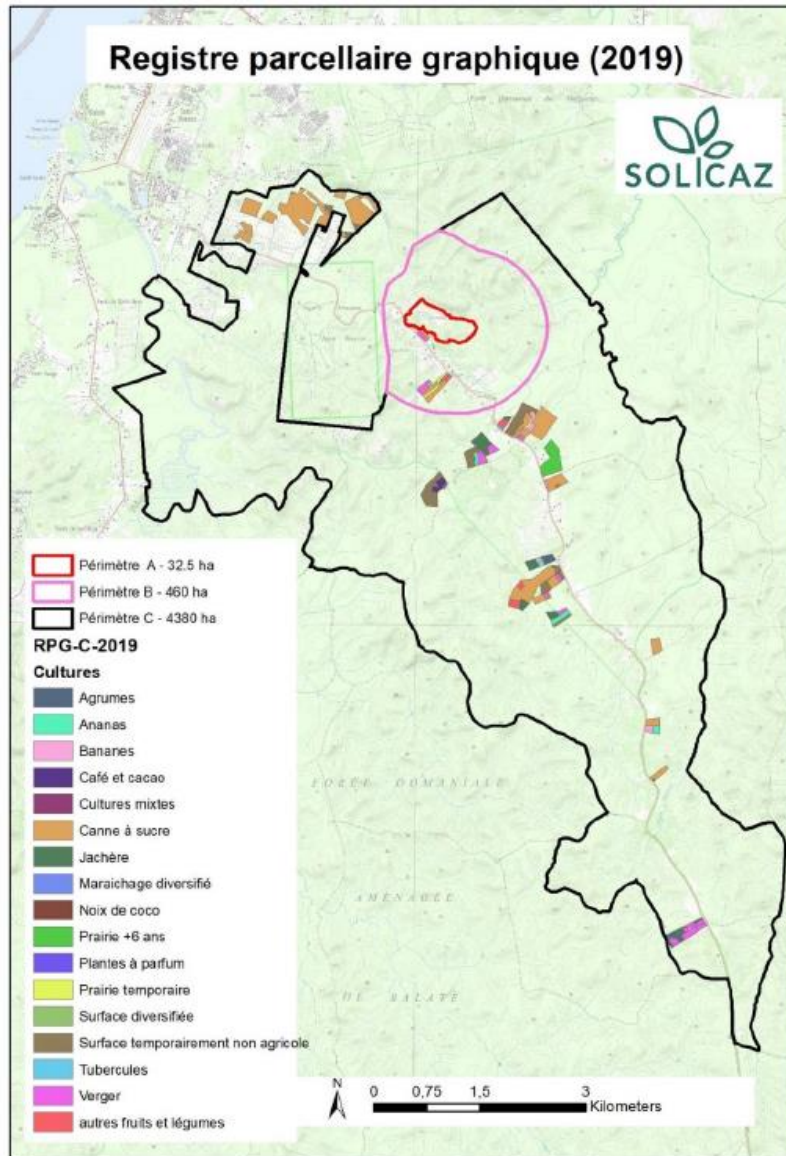 Registre parcellaire graphique (2019)
SOLICAZ
Périmètre A - 32.5 ha
Périmètre B - 460 ha
Périmètre C - 4380 ha
RPG-C-2019
Cultures
Agrumes
Ananas
Bananes
Café et cacao
Cultures mixtes
Canne à sucre
Jachère
Maraichage diversifié
Noix de coco
Prairie +6 ans
Plantes à parfum
Prairie temporaire
Surface diversifiée
Surface temporairement non agricole
Tubercules
Verger
autres fruits et légumes
FORÊT DOMANIALE
AMÉNAGÉE
DE BALATE
N
0 0,75 1,5 3
Kilometers